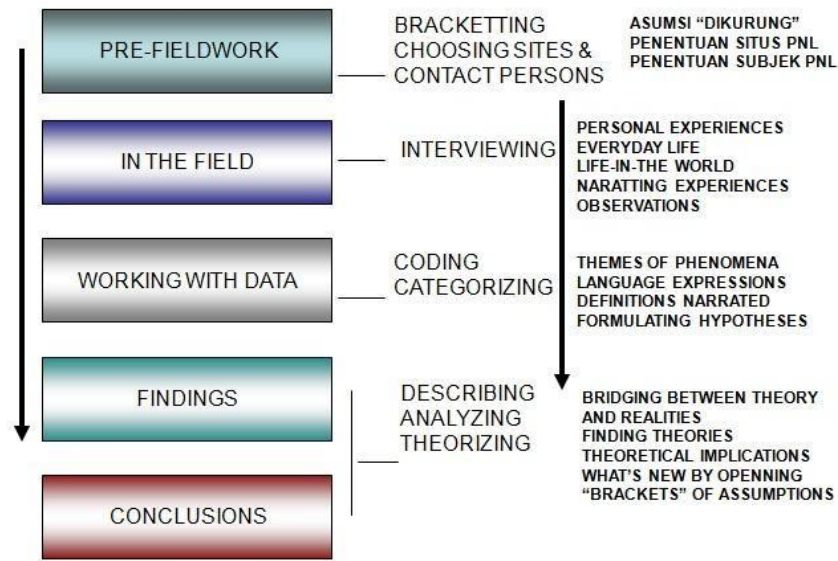 PRE-FIELDWORK
BRACKETTING
CHOOSING SITES &
CONTACT PERSONS
ASUMSI “DIKURUNG”
PENENTUAN SITUS PNL
PENENTUAN SUBJEK PNL
IN THE FIELD
INTERVIEWING
PERSONAL EXPERIENCES
EVERYDAY LIFE
LIFE-IN-THE WORLD
NARATTING EXPERIENCES
OBSERVATIONS
WORKING WITH DATA
CODING
CATEGORIZING
THEMES OF PHENOMENA
LANGUAGE EXPRESSIONS
DEFINITIONS NARRATED
FORMULATING HYPOTHESES
FINDINGS
CONCLUSIONS
DESCRIBING
ANALYZING
THEORIZING
BRIDGING BETWEEN THEORY
AND REALITIES
FINDING THEORIES
THEORETICAL IMPLICATIONS
WHAT’S NEW BY OPENNING
“BRACKETS” OF ASSUMPTIONS